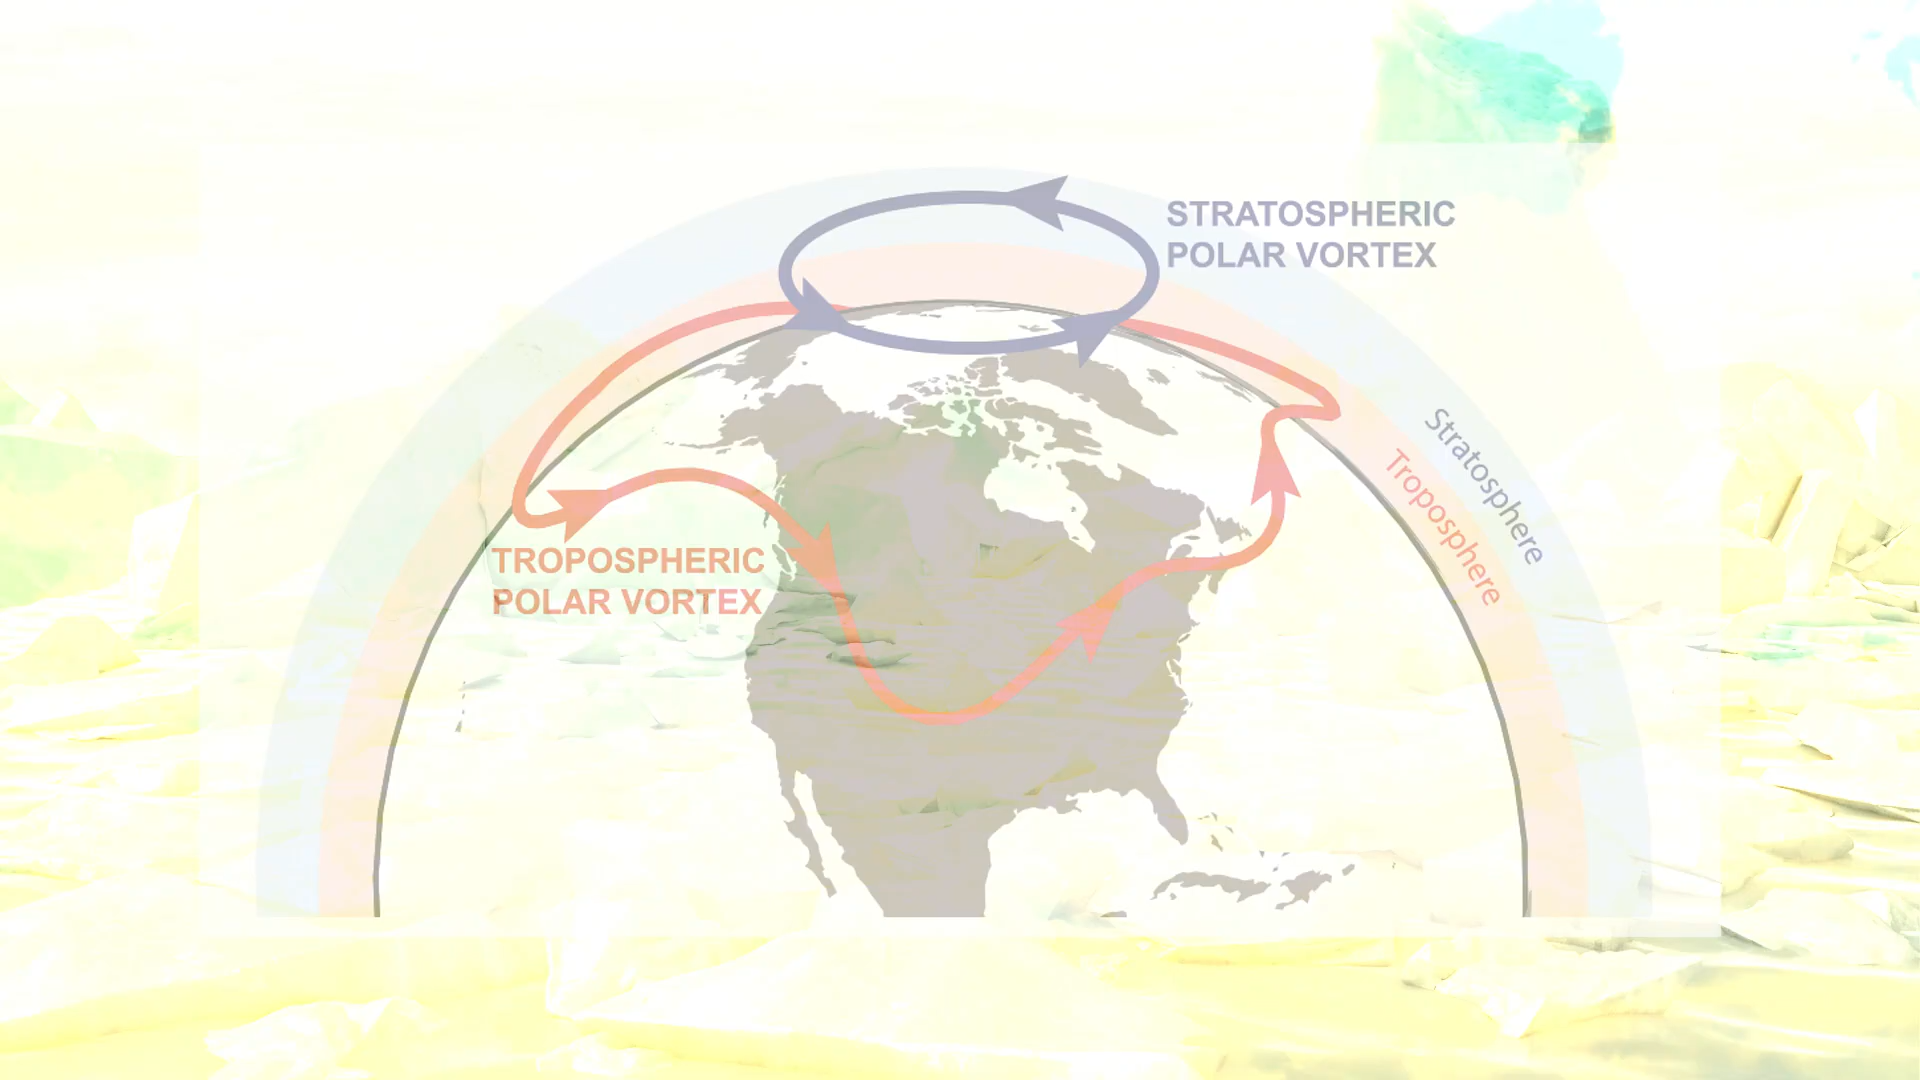 STRATOSPHERIC
POLAR VORTEX
Stratosphere
Troposphere
TROPOSPHERIC
POLAR VORTEX